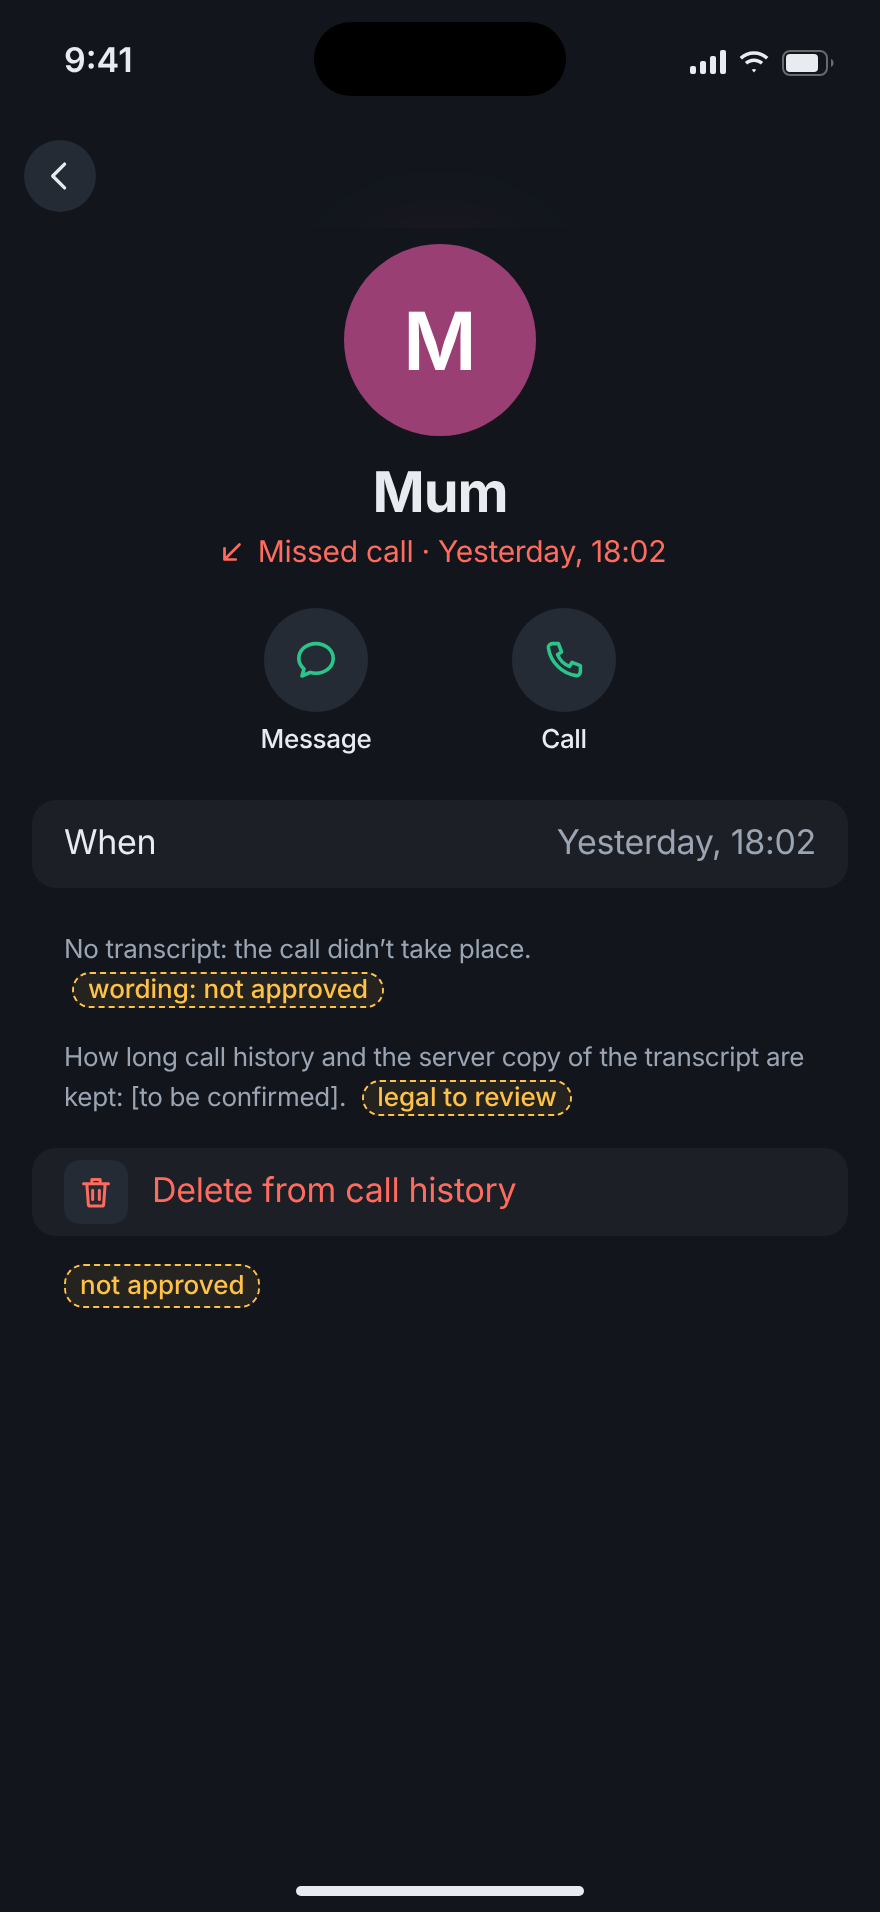 9:41
M
Mum
Missed call · Yesterday, 18:02
Message
Call
When
Yesterday, 18:02
No transcript: the call didn’t take place.
wording: not approved
How long call history and the server copy of the transcript are
kept: [to be confirmed]. legal to review
Delete from call history
not approved